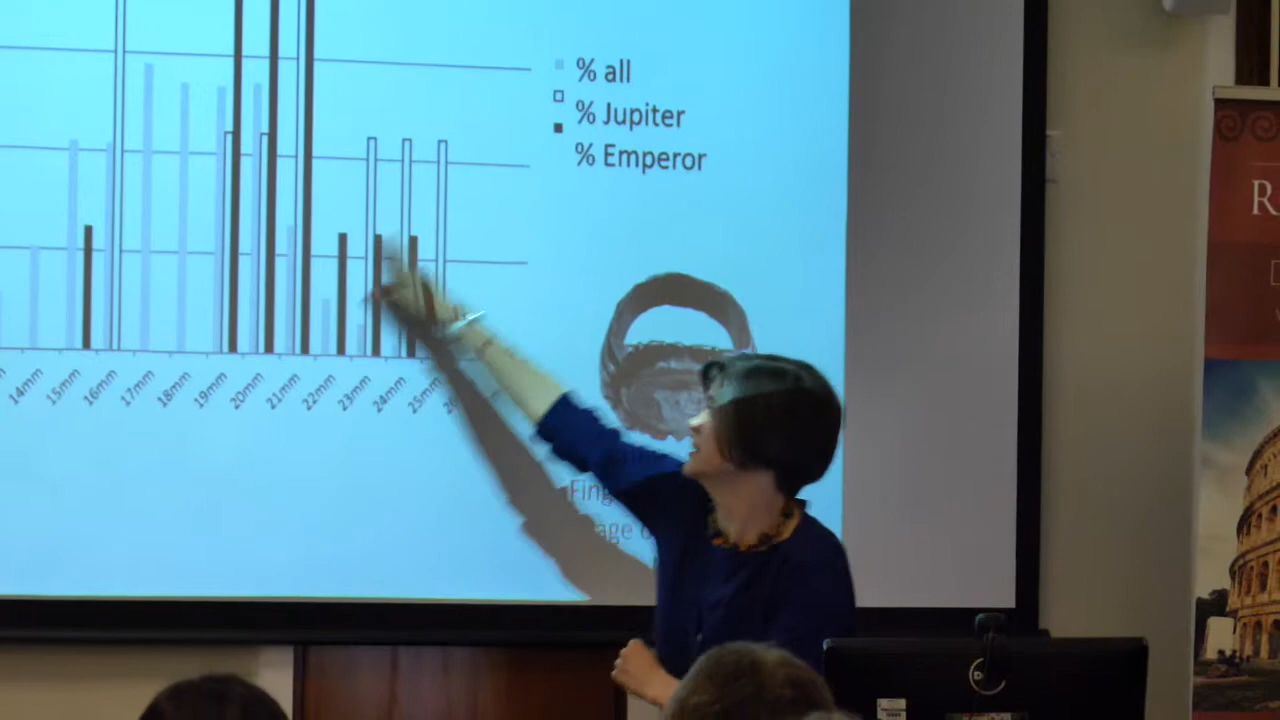 % all
% Jupiter
% Emperor
14mm
15mm
16mm
17mm
18mm
19mm
20mm
21mm
22mm
23mm
24mm
25mm
R